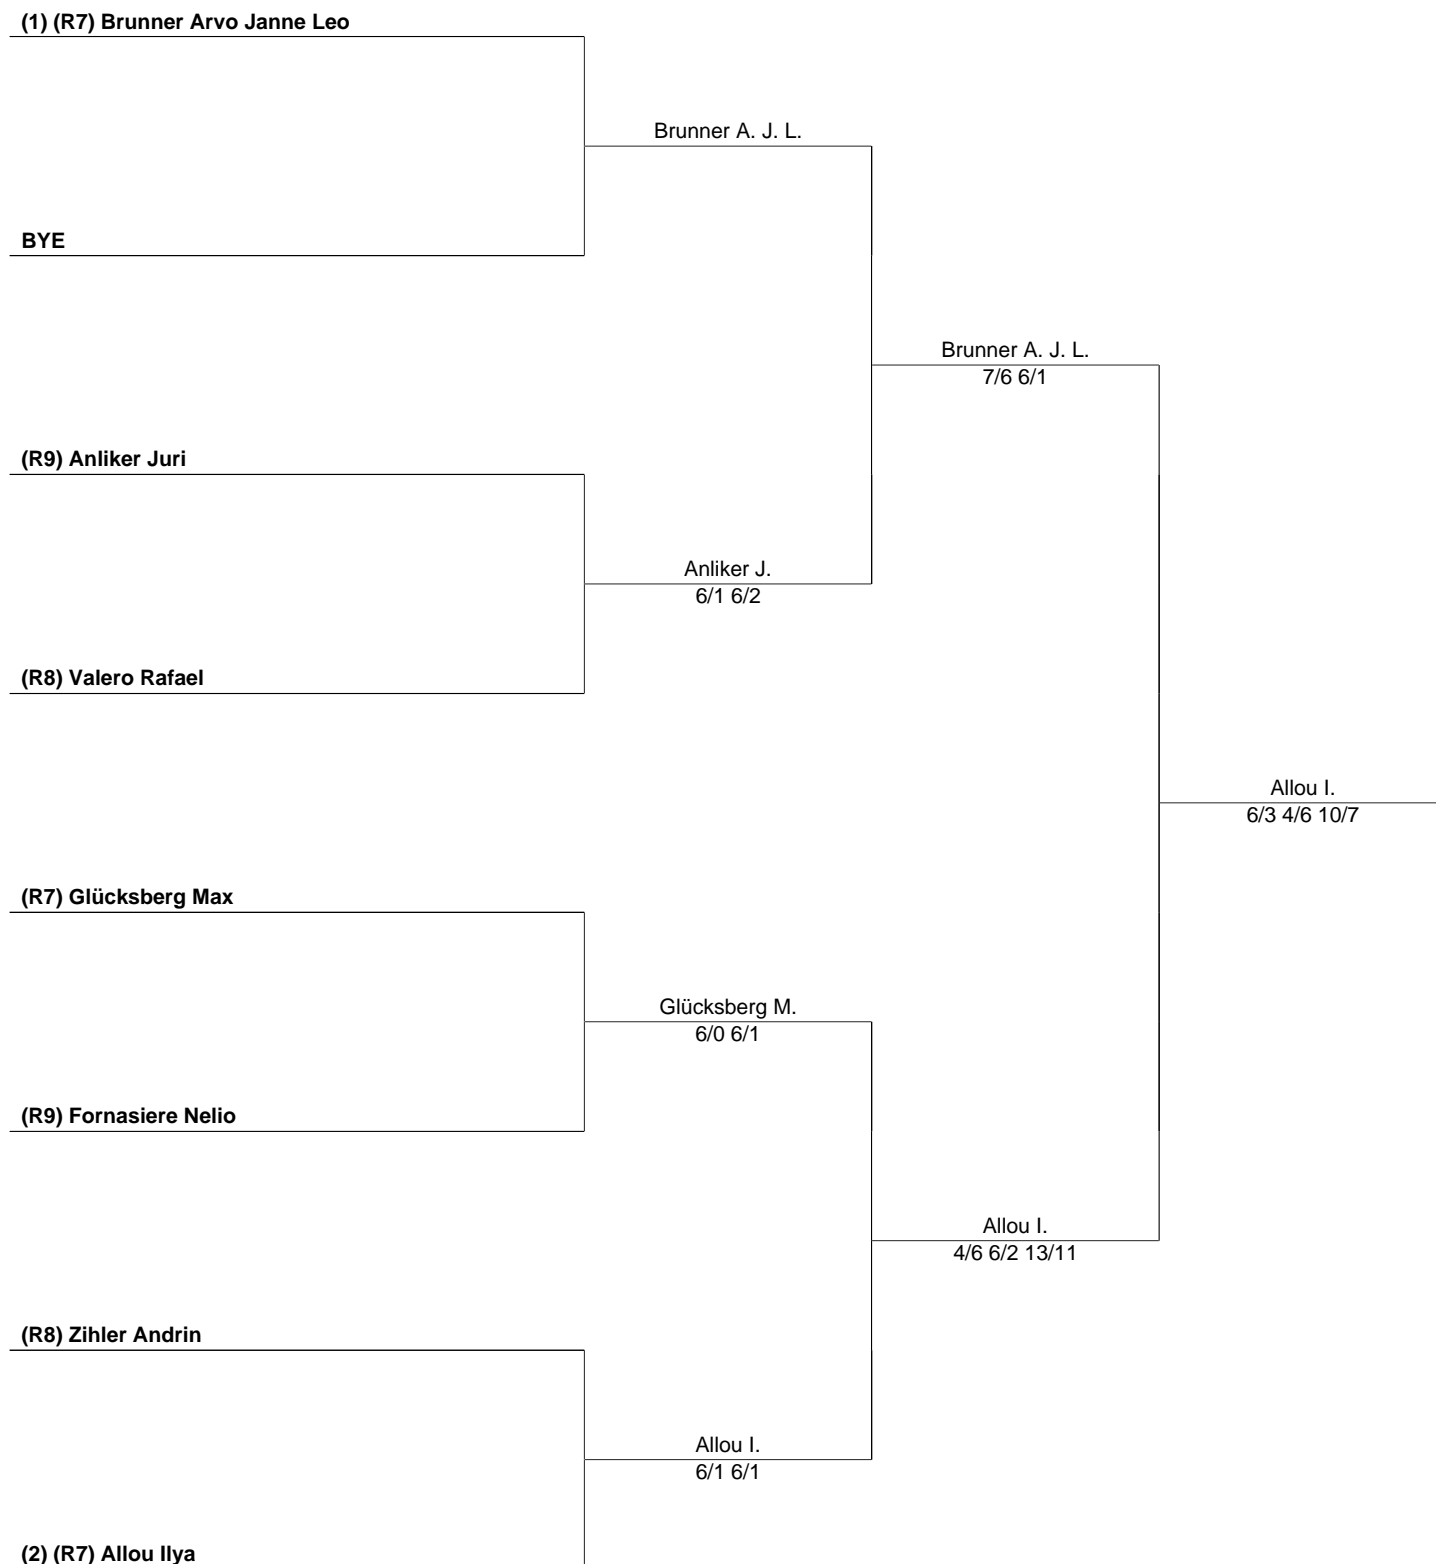 (1) (R7) Brunner Arvo Janne Leo
Brunner A. J. L.
BYE
Brunner A. J. L.
7/6 6/1
(R9) Anliker Juri
Anliker J.
6/1 6/2
(R8) Valero Rafael
Allou I.
6/3 4/6 10/7
(R7) Glücksberg Max
Glücksberg M.
6/0 6/1
(R9) Fornasiere Nelio
Allou I.
4/6 6/2 13/11
(R8) Zihler Andrin
Allou I.
6/1 6/1
(2) (R7) Allou Ilya